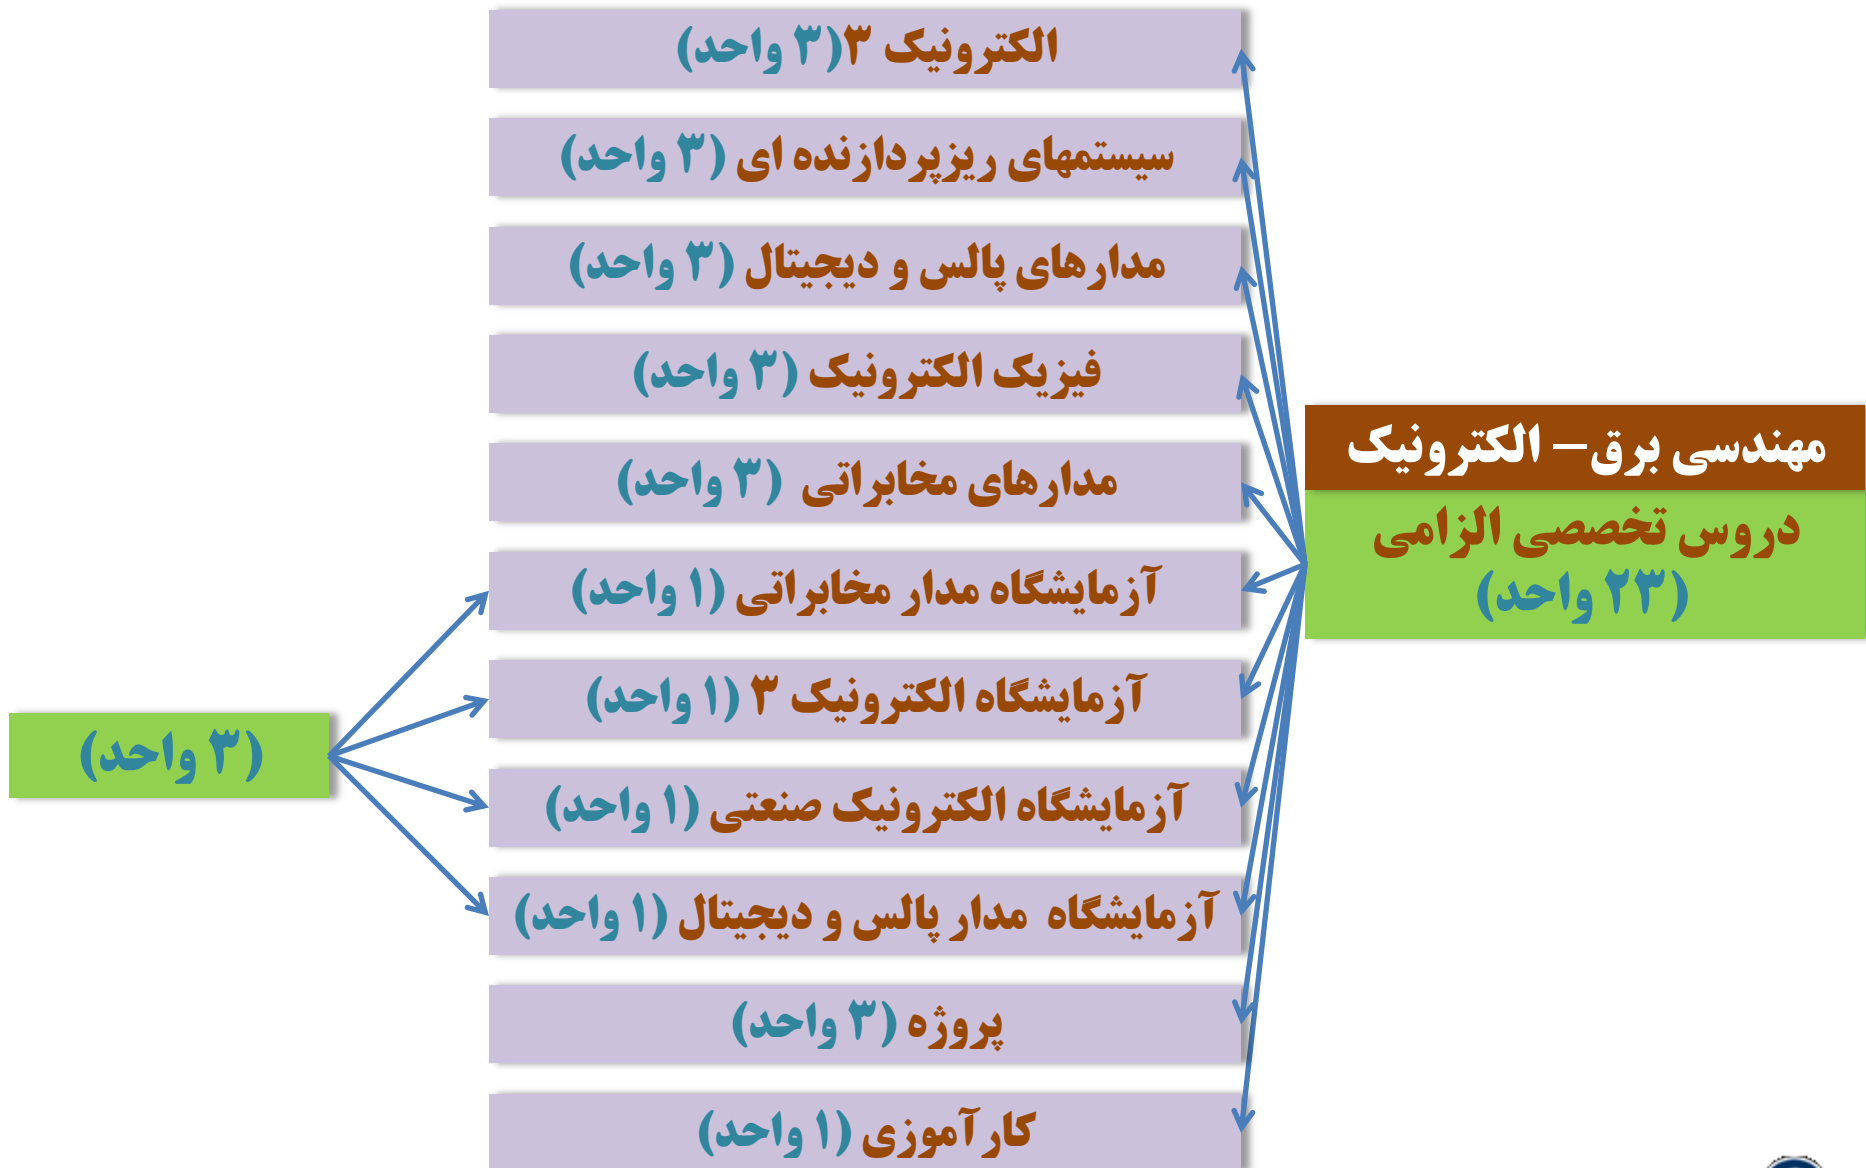 مهندسی برق – الکترونیک
دروس تخصصی الزامی
(۲۳ واحد)
الکترونیک ۳(۳ واحد)
سیستمهای ریزپردازنده ای (۳ واحد)
مدارهای پالس و دیجیتال (۳ واحد)
فیزیک الکترونیک (۳ واحد)
مدارهای مخابراتی (۳ واحد)
آزمایشگاه مدار مخابراتی (۱ واحد)
آزمایشگاه الکترونیک ۳ (۱ واحد)
آزمایشگاه الکترونیک صنعتی (۱ واحد)
آزمایشگاه مدار پالس و دیجیتال (۱ واحد)
پروژه (۳ واحد)
کارآموزی (۱ واحد)
(۳ واحد)